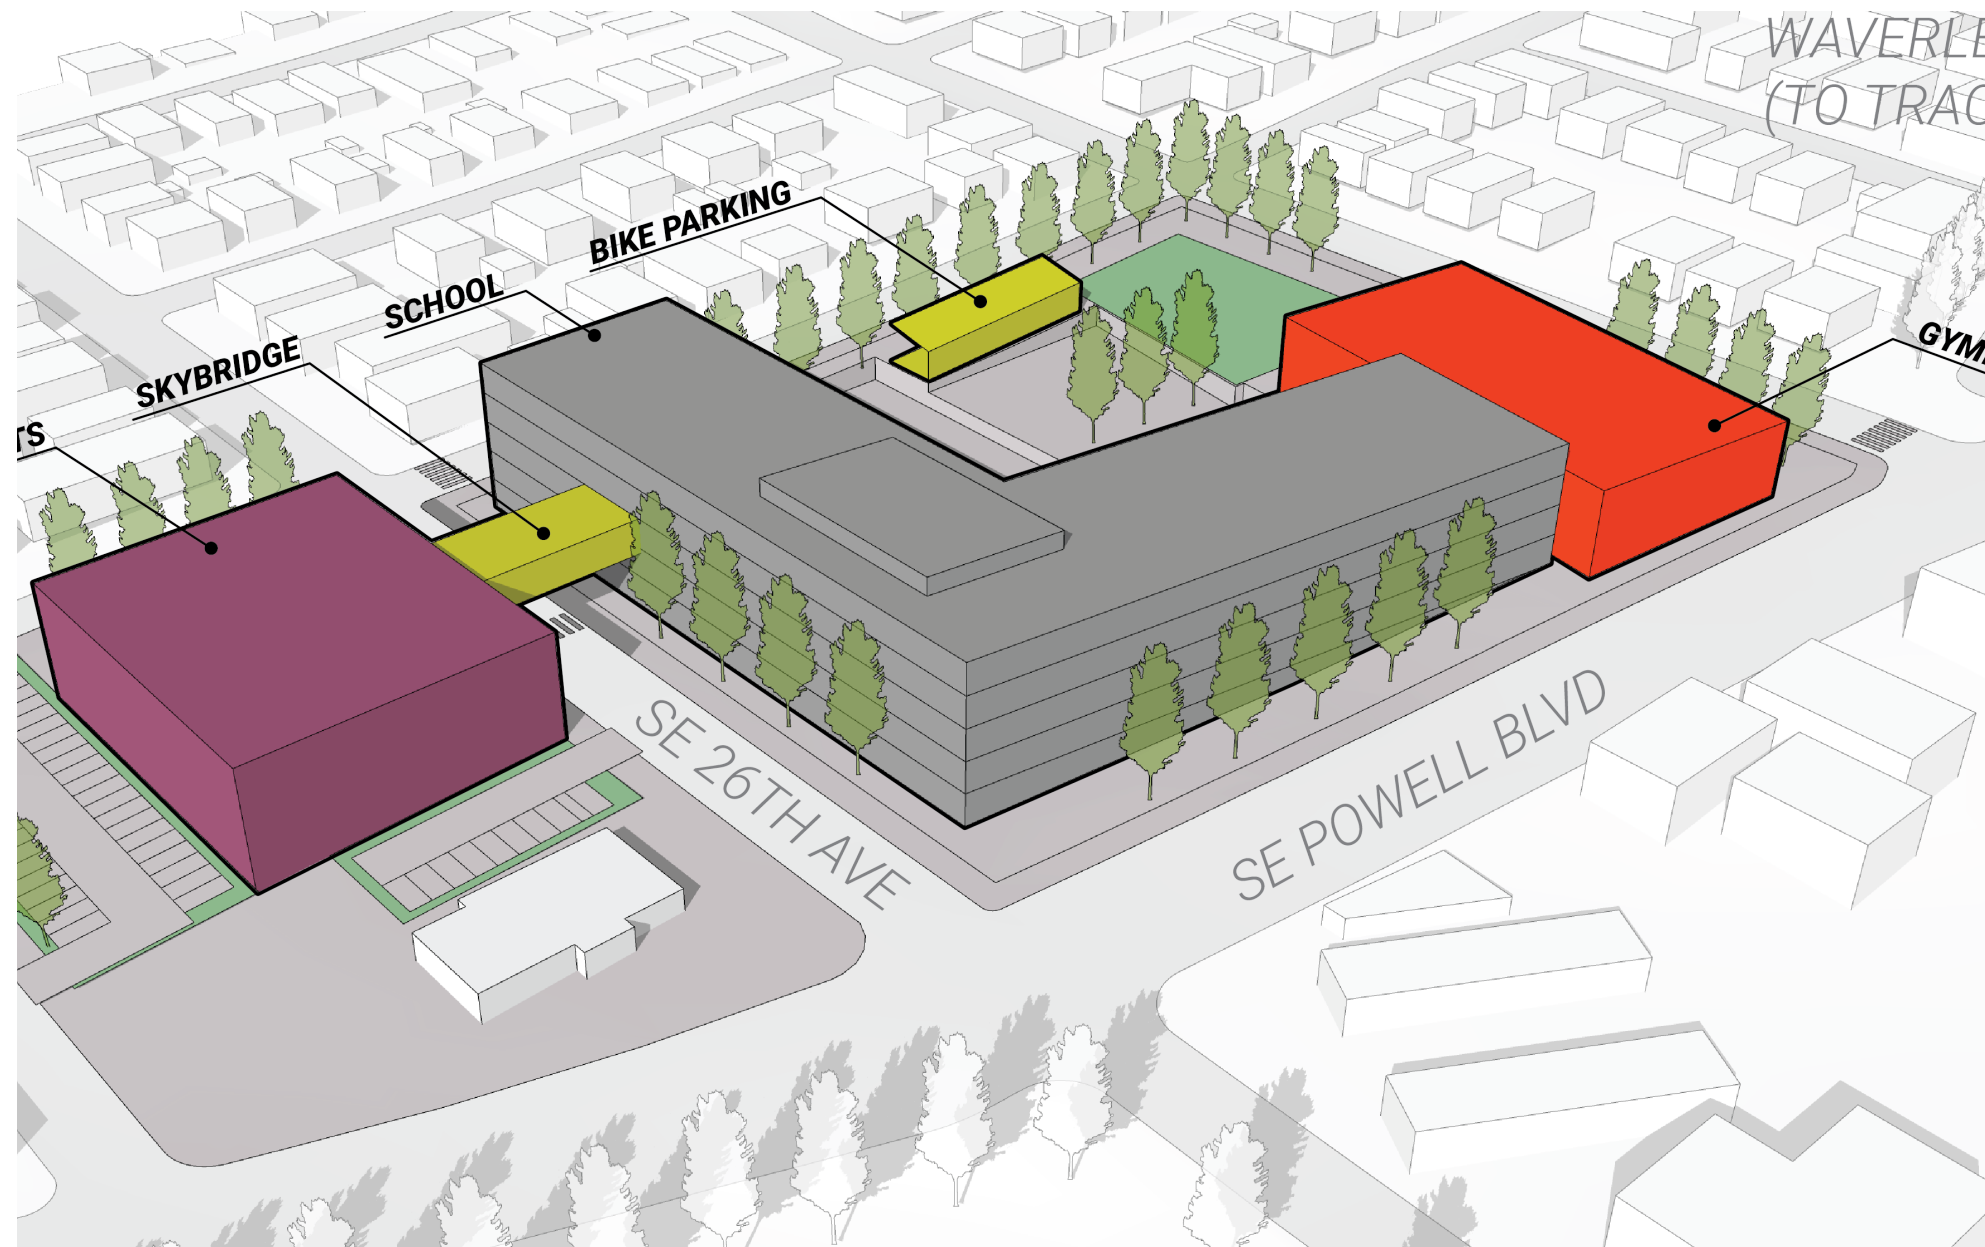 WAVERLE
(TO TRAC
BIKE PARKING
SCHOOL
SKYBRIDGE
TS
GYM
SE 26TH AVE
SE POWELL BLVD